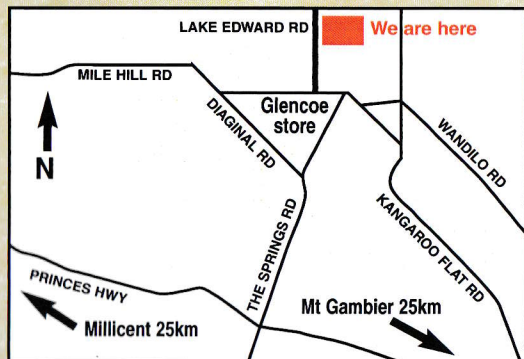 LAKE EDWARD RD
We are here
MILE HILL RD
Glencoe
store
DIAGINAL RD
WANDILO RD
N
THE SPRINGS RD
KANGAROO FLAT RD
PRINCES HWY
Mt Gambier 25km
Millicent 25km